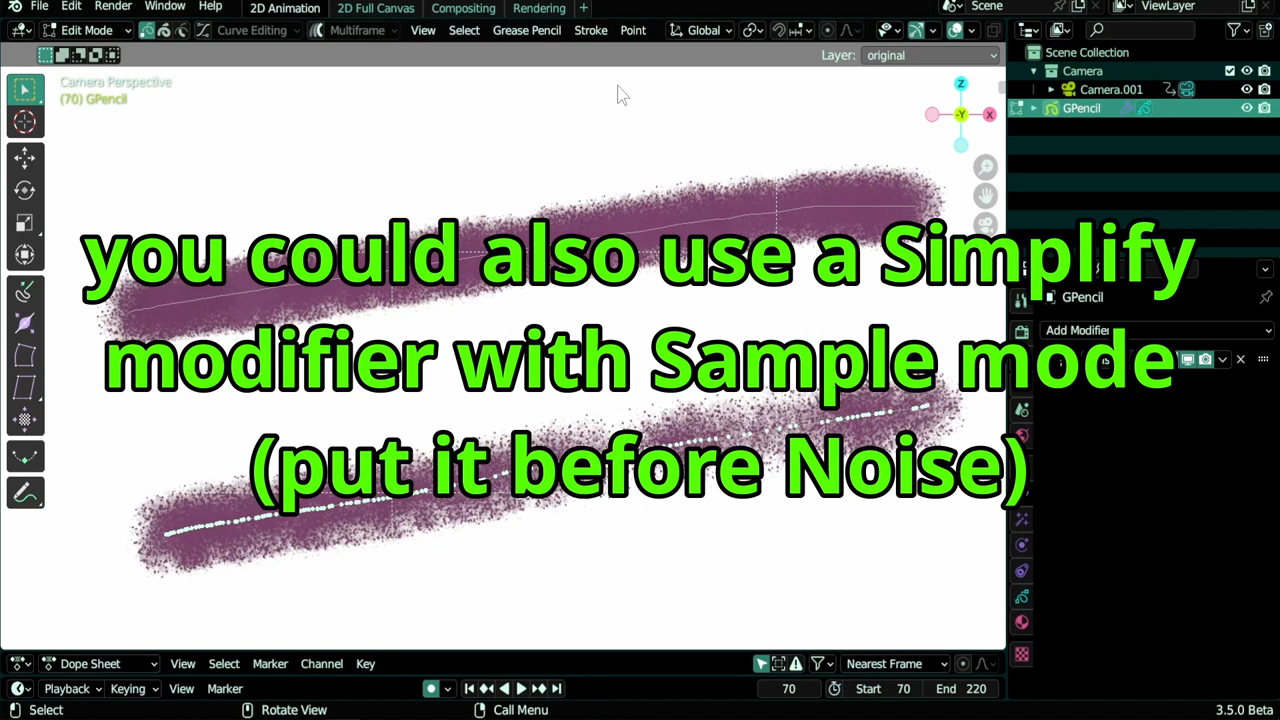 File Edit Render Window Help 2D Animation 2D Full Canvas Compositing Rendering + Scene ViewLayer
Edit Mode Curve Editing Multiframe View Select Grease Pencil Stroke Point Global
Layer: original
Scene Collection
Camera
Camera.001
GPencil
Camera Perspective
(70) GPencil
Z
-Y
X
you could also use a Simplify
modifier with Sample mode
(put it before Noise)
GPencil
Add Modifier
Dope Sheet View Select Marker Channel Key Nearest Frame
Playback Keying View Marker 70 Start 70 End 220
Select Rotate View Call Menu 3.5.0 Beta